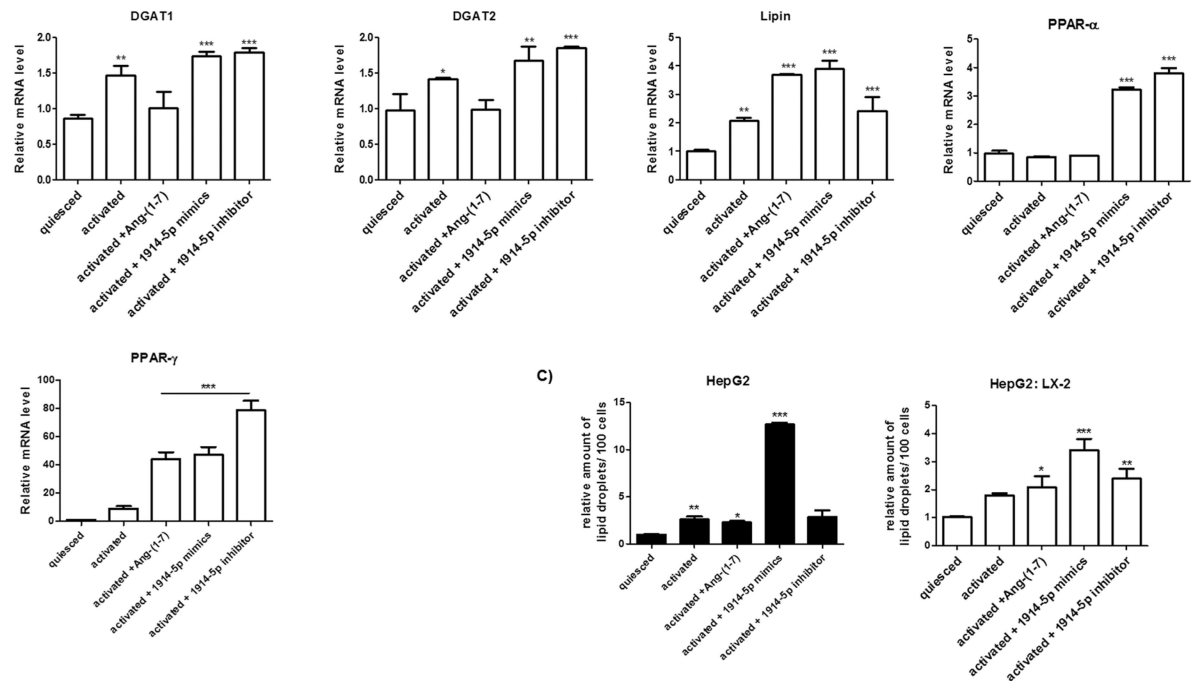 DGAT1
Relative mRNA level
2.0
1.5
1.0
0.5
0.0
**
***
***
quiesced
activated
activated +Ang-(1-7)
activated + 1914-5p mimics
activated + 1914-5p inhibitor
DGAT2
Relative mRNA level
2.0
1.5
1.0
0.5
0.0
*
**
***
quiesced
activated
activated +Ang-(1-7)
activated + 1914-5p mimics
activated + 1914-5p inhibitor
Lipin
Relative mRNA level
5
4
3
2
1
0
**
***
***
***
quiesced
activated
activated +Ang-(1-7)
activated + 1914-5p mimics
activated + 1914-5p inhibitor
PPAR-α
Relative mRNA level
5
4
3
2
1
0
***
***
quiesced
activated
activated +Ang-(1-7)
activated + 1914-5p mimics
activated + 1914-5p inhibitor
PPAR-γ
Relative mRNA level
100
80
60
40
20
0
***
quiesced
activated
activated +Ang-(1-7)
activated + 1914-5p mimics
activated + 1914-5p inhibitor
C)
HepG2
relative amount of
lipid droplets/ 100 cells
15
10
5
0
**
*
***
quiesced
activated
activated +Ang-(1-7)
activated + 1914-5p mimics
activated + 1914-5p inhibitor
HepG2: LX-2
relative amount of
lipid droplets/ 100 cells
5
4
3
2
1
0
*
***
**
quiesced
activated
activated +Ang-(1-7)
activated + 1914-5p mimics
activated + 1914-5p inhibitor